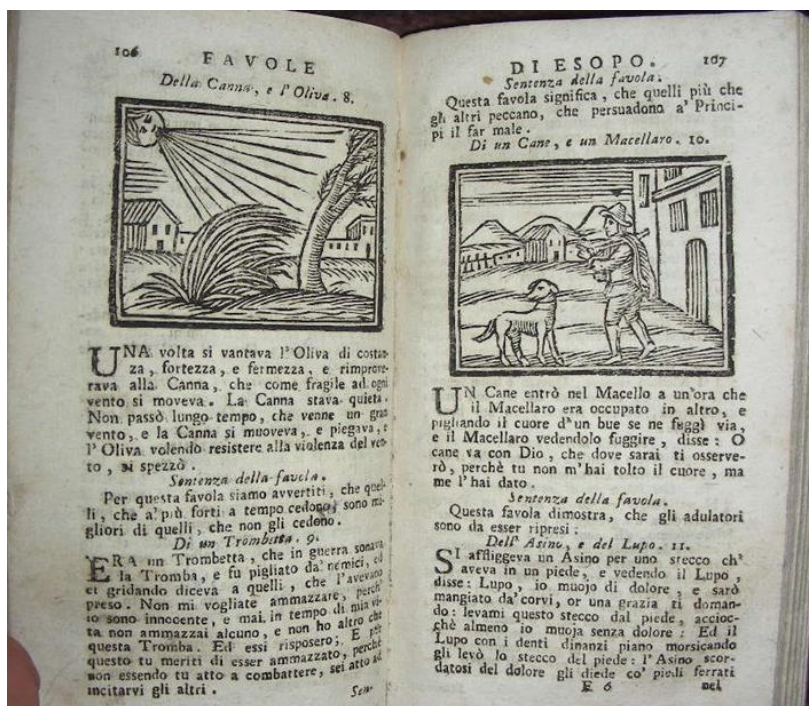 106
FAVOLE
Della Canna, e l'Oliva. 8.
UNA volta si vantava l'Oliva di costan-
za, fortezza, e fermezza, e rimprove-
rava alla Canna, che come fragile ad ogni
vento si moveva. La Canna stava quieta.
Non passò lungo tempo, che venne un gran
vento, e la Canna si muoveva, e piegava, e
l'Oliva volendo resistere alla violenza del ven-
to, si spezzò.
Sentenza della favola.
Per questa favola siamo avvertiti, che quel-
li, che a' più forti a tempo cedono, sono mi-
gliori di quelli, che non gli cedono.
Di un Trombetta. 9.
ERA un Trombetta, che in guerra sonava
la Tromba, e fu pigliato da' nemici, ed
ei gridando diceva a quelli, che l'avevano
preso. Non mi vogliate ammazzare, perch'
io sono innocente, e mai in tempo di mia vi-
ta non ammazzai alcuno, e non ho altro che
questa Tromba. Ed essi risposero; E per
questo tu meriti di esser ammazzato, perchè
non essendo tu atto a combattere, sei atto ad
incitarvi gli altri.
Sen-
DI ESOPO. 107
Sentenza della favola.
Questa favola significa, che quelli più che
gli altri peccano, che persuadono a' Princi-
pi il far male.
Di un Cane, e un Macellaro. 10.
UN Cane entrò nel Macello a un'ora che
il Macellaro era occupato in altro, e
pigliando il cuore d'un bue se ne fuggì via,
e il Macellaro vedendolo fuggire, disse: O
cane va con Dio, che dove sarai ti osserve-
rò, perchè tu non m'hai tolto il cuore, ma
me l'hai dato.
Sentenza della favola.
Questa favola dimostra, che gli adulatori
sono da esser ripresi:
Dell'Asino, e del Lupo. 11.
SI affliggeva un Asino per uno stecco ch'
aveva in un piede, e vedendo il Lupo,
disse: Lupo, io muojo di dolore, e sarò
mangiato da' corvi, or una grazia ti doman-
do: levami questo stecco dal piede, accioc-
chè almeno io muoja senza dolore: Ed il
Lupo con i denti dinanzi piano morsicando
gli levò lo stecco del piede: l'Asino scor-
datosi del dolore gli diede co' piedi ferrati
E 6 nel